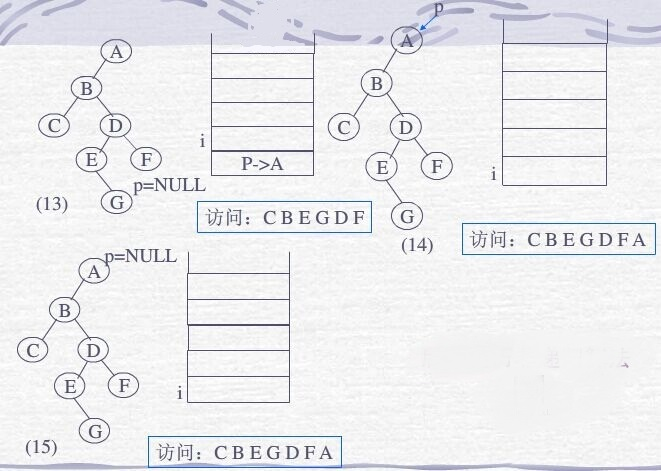 A
B
C
D
E
F
G
p=NULL
i
P->A
(13)
访问：C B E G D F
p
A
B
C
D
E
F
G
i
(14)
访问：C B E G D F A
p=NULL
A
B
C
D
E
F
G
i
(15)
访问：C B E G D F A